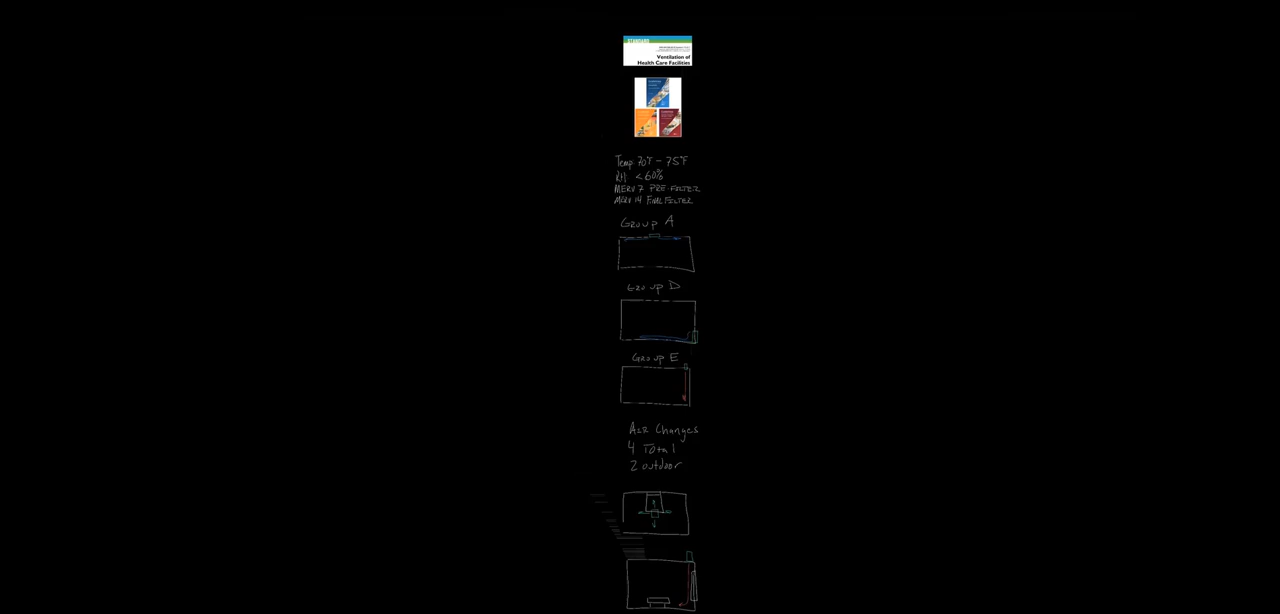 STANDARD
Ventilation of
Health Care Facilities
Temp 70°F - 75°F
RH <60%
MERV 7 PRE-FILTER
MERV 14 FINAL FILTER
Group A
Group D
Group E
Air Changes
4 Total
2 outdoor